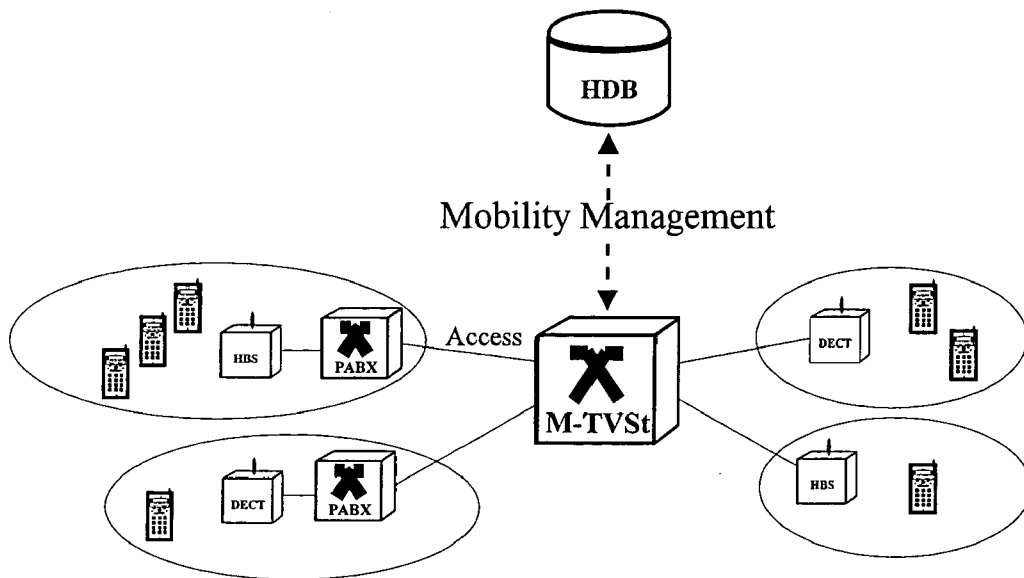 HDB
Mobility Management
HBS
PABX
Access
M-TVSt
DECT
DECT
PABX
HBS